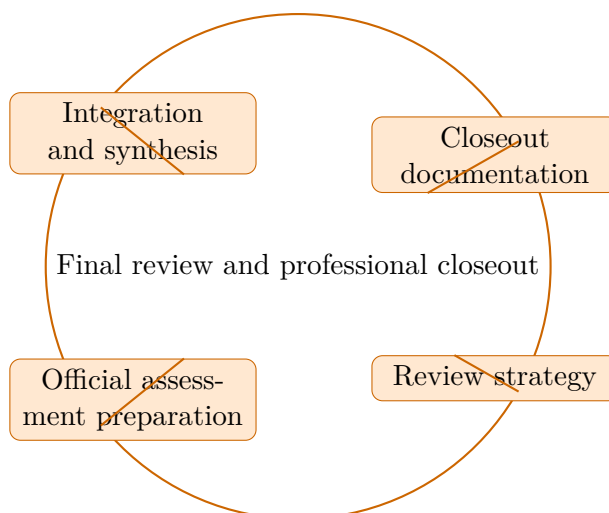 Integration
and synthesis
Closeout
documentation
Final review and professional closeout
Official assess-
ment preparation
Review strategy